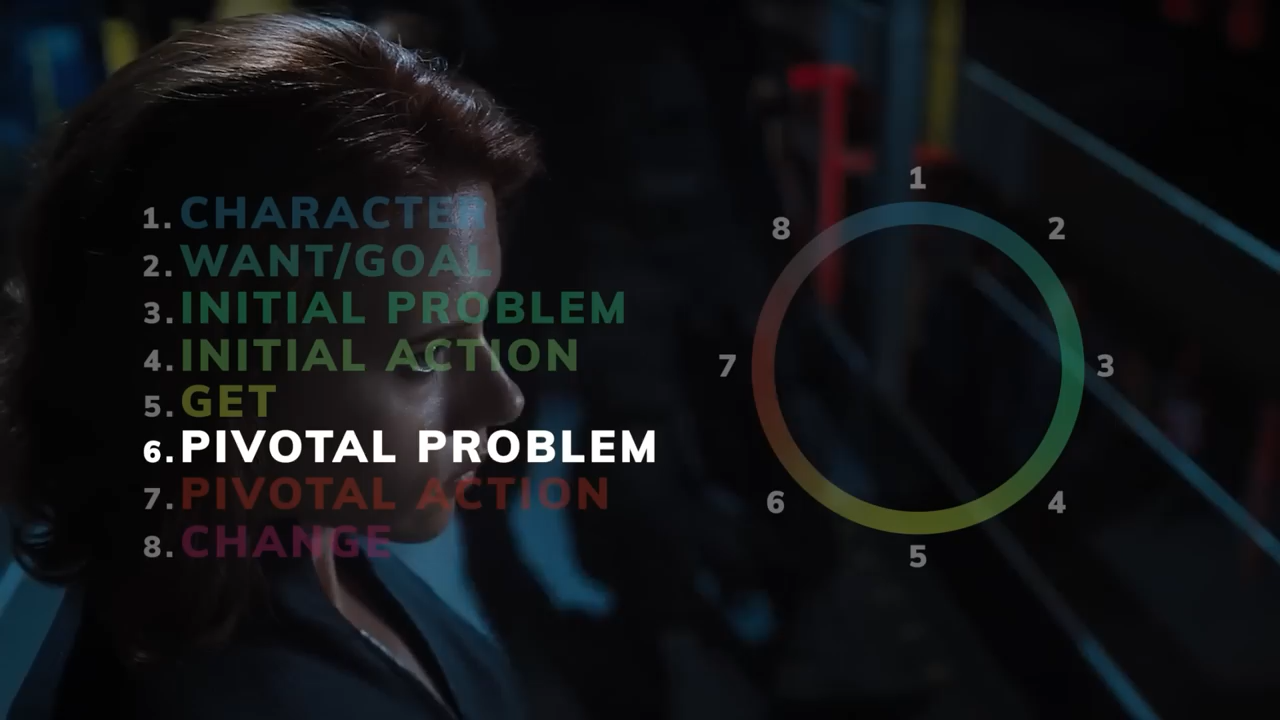 1. CHARACTER
2. WANT/GOAL
3. INITIAL PROBLEM
4. INITIAL ACTION
5. GET
6. PIVOTAL PROBLEM
7. PIVOTAL ACTION
8. CHANGE
1
8 2
7 3
6 4
5